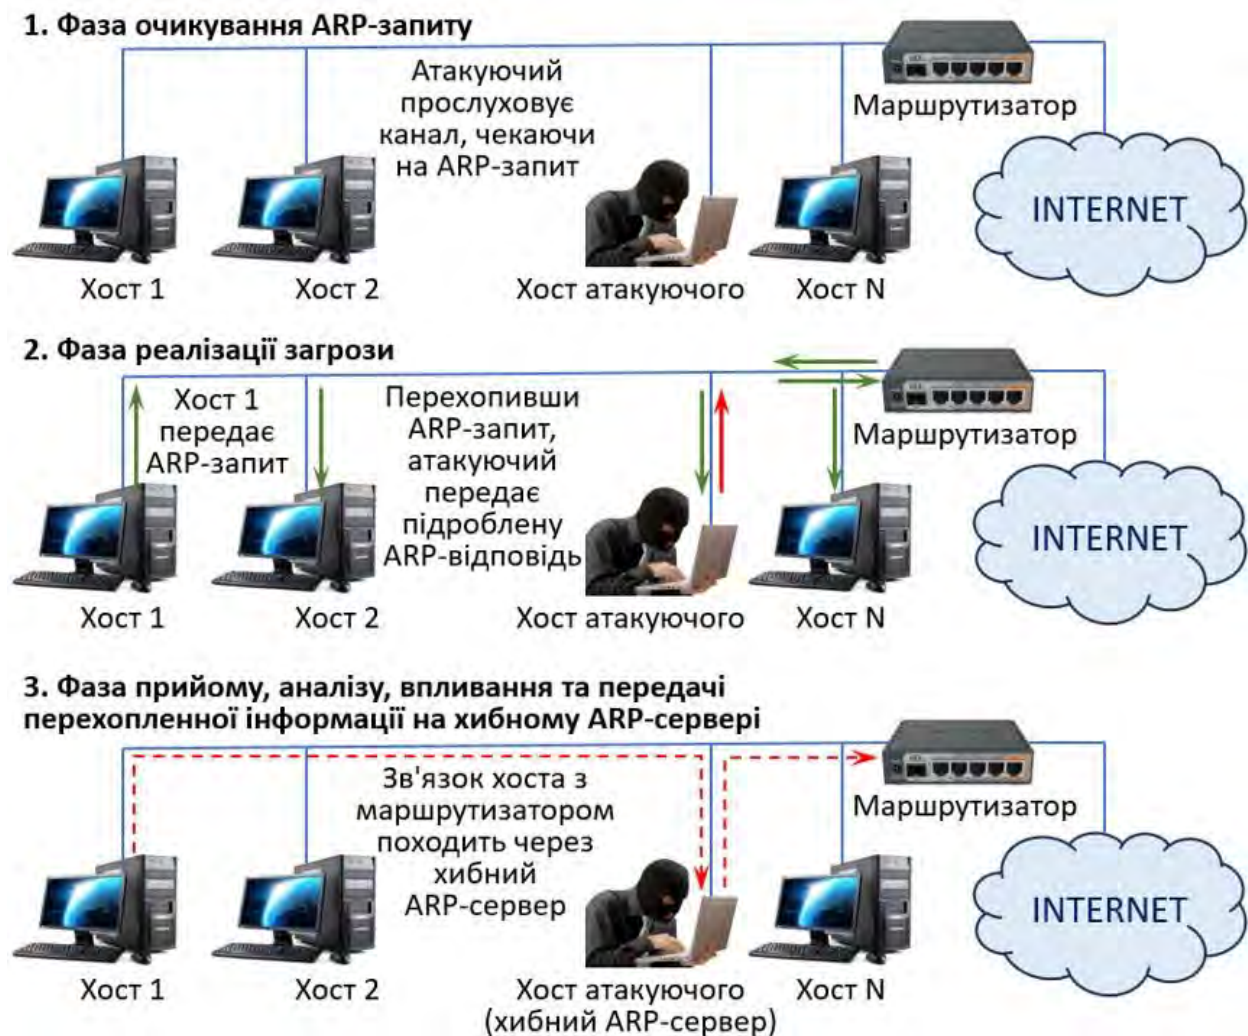 1. Фаза очикування ARP-запиту
Атакуючий
прослуховує
канал, чекаючи
на ARP-запит
Маршрутизатор
INTERNET
Хост 1
Хост 2
Хост атакуючого
Хост N
2. Фаза реалізації загрози
Хост 1
передає
ARP-запит
Перехопивши
ARP-запит,
атакуючий
передає
підроблену
ARP-відповідь
Маршрутизатор
INTERNET
Хост 1
Хост 2
Хост атакуючого
Хост N
3. Фаза прийому, аналізу, впливання та передачі
перехопленної інформації на хибному ARP-сервері
Зв'язок хоста з
маршрутизатором
походить через
хибний
ARP-сервер
Маршрутизатор
INTERNET
Хост 1
Хост 2
Хост атакуючого
(хибний ARP-сервер)
Хост N